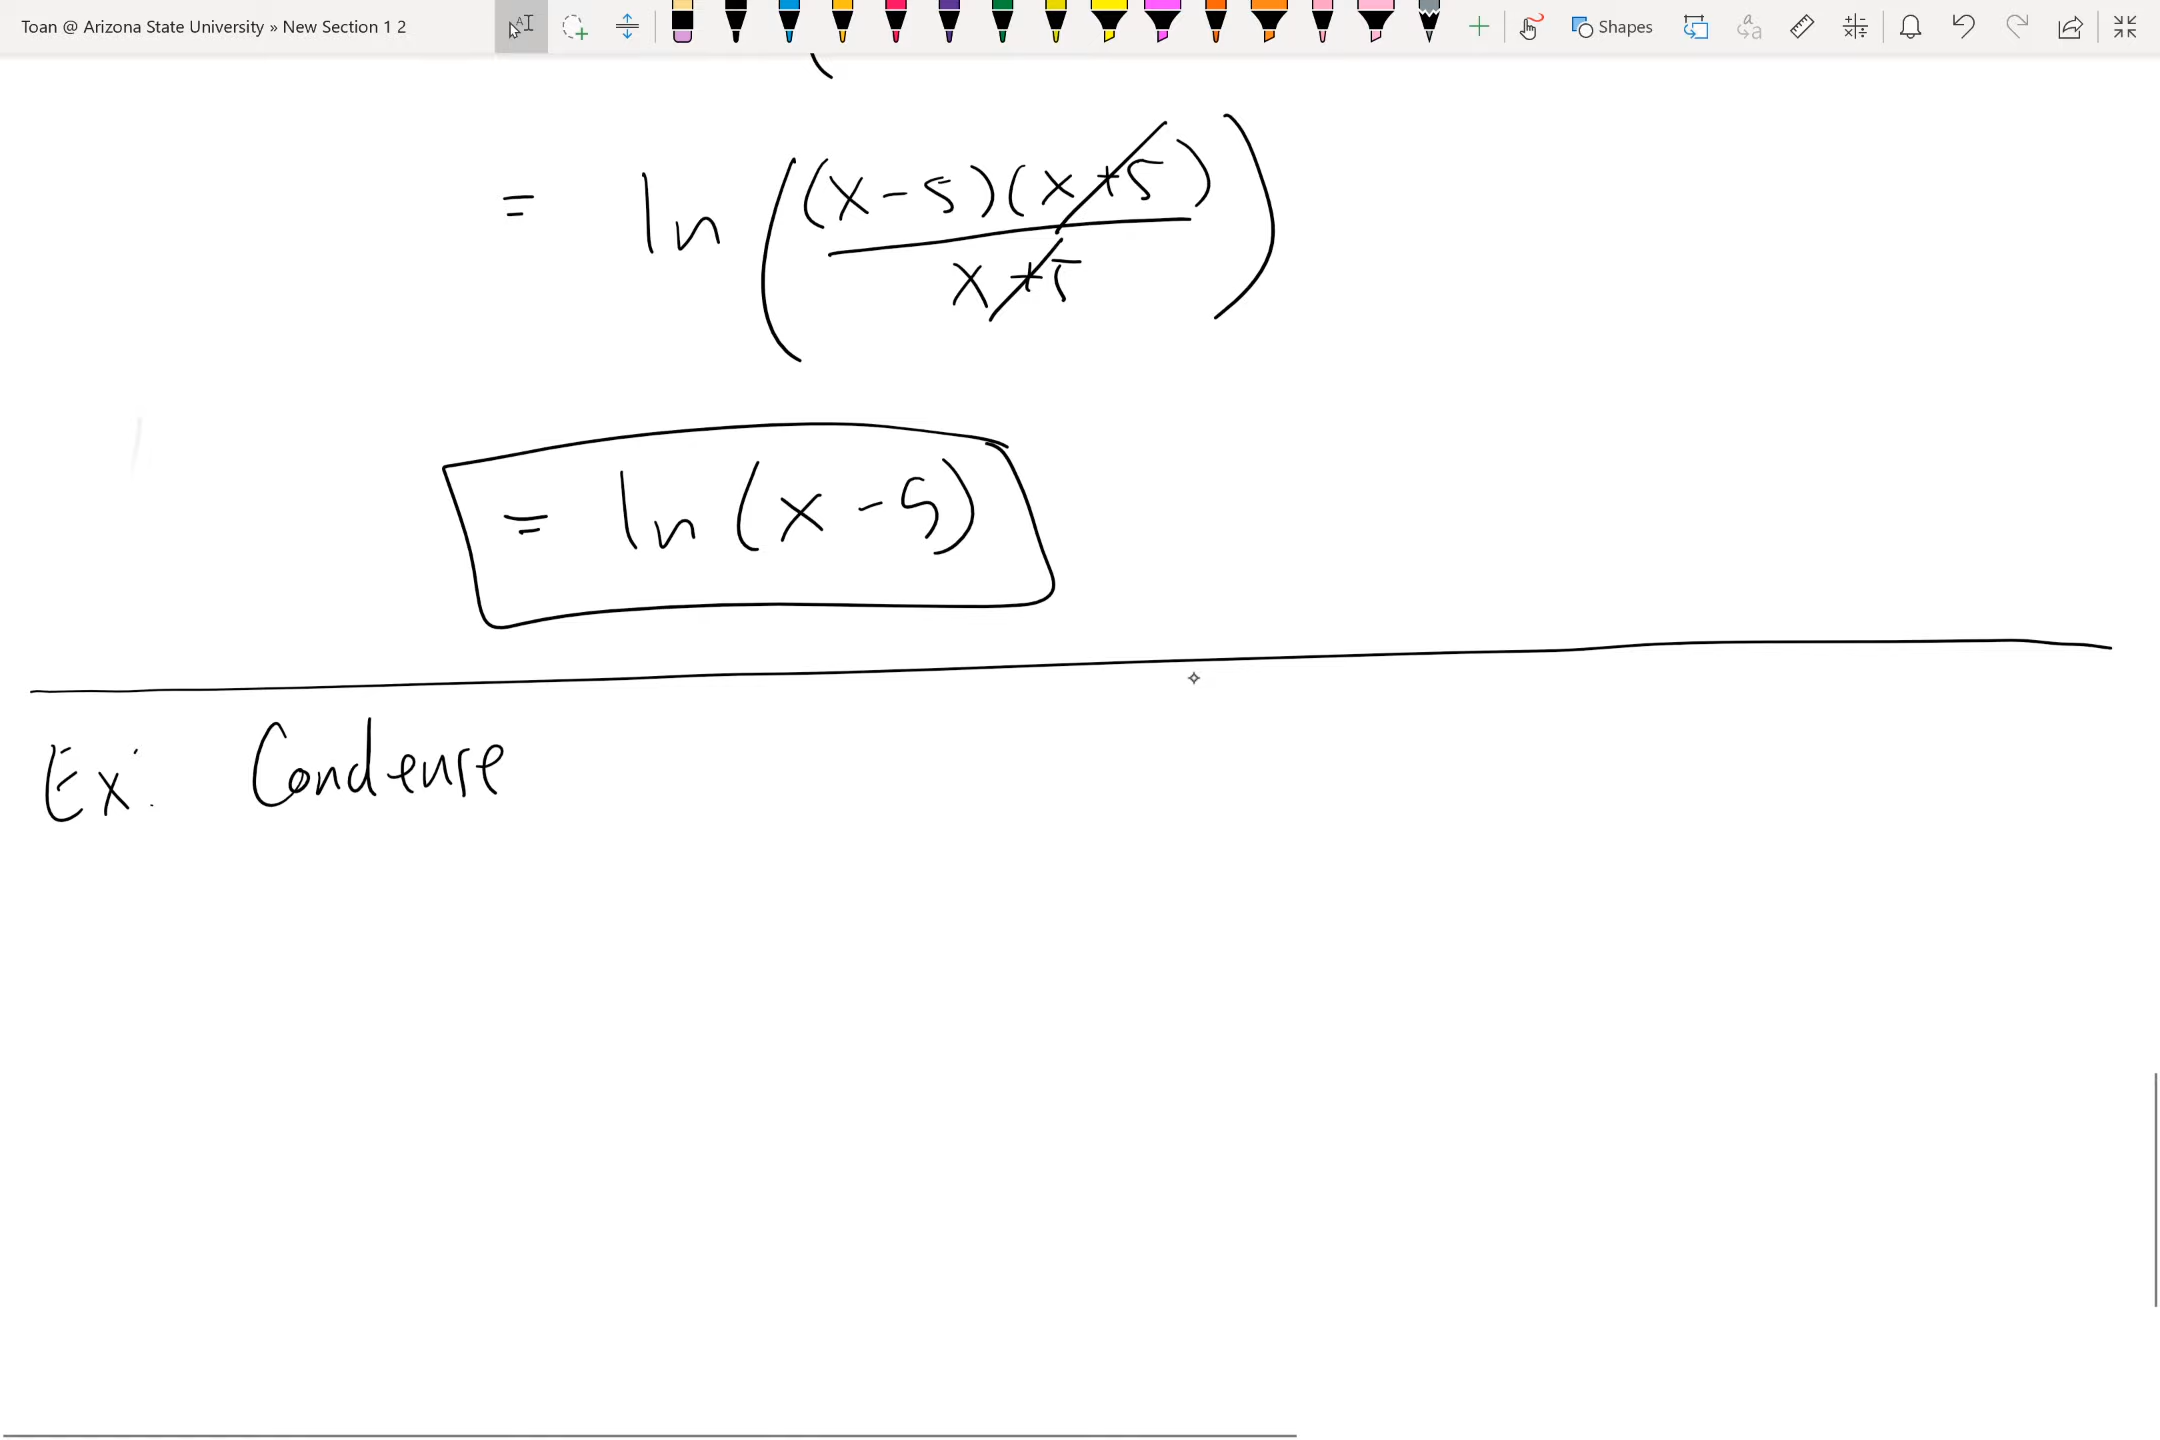 Toan @ Arizona State University » New Section 1 2
Shapes
= ln ( (x-5)(x+5) / x+5 )
= ln (x-5)
Ex: Condense